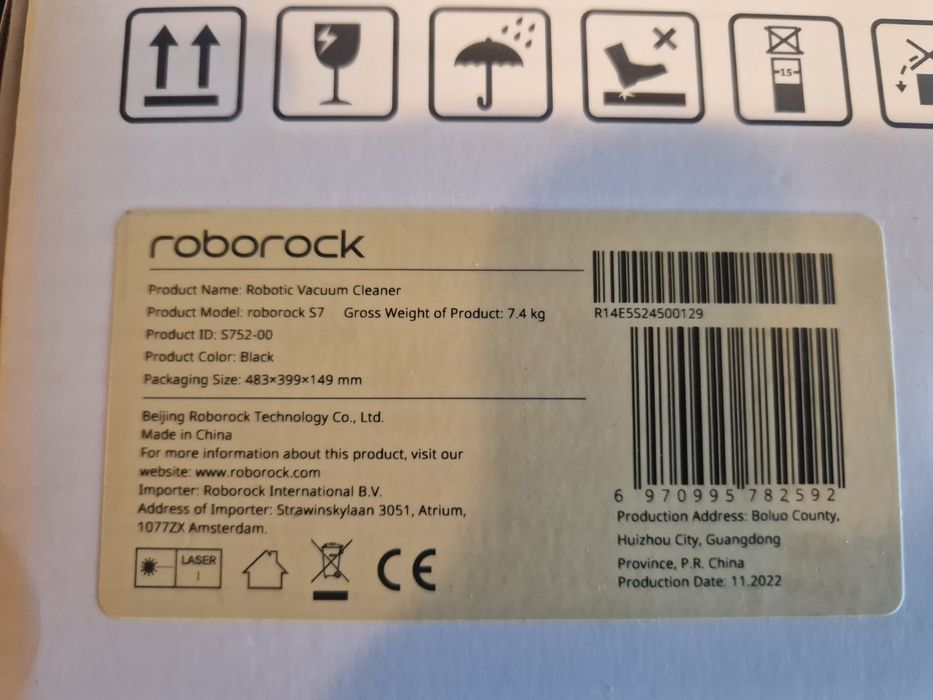 15
roborock
Product Name: Robotic Vacuum Cleaner
Product Model: roborock S7 Gross Weight of Product: 7.4 kg
Product ID: S752-00
Product Color: Black
Packaging Size: 483×399×149 mm
Beijing Roborock Technology Co., Ltd.
Made in China
For more information about this product, visit our
website: www.roborock.com
Importer: Roborock International B.V.
Address of Importer: Strawinskylaan 3051, Atrium,
1077ZX Amsterdam.
LASER
I
CE
R14E5S24500129
6 970995 782592
Production Address: Boluo County,
Huizhou City, Guangdong
Province, P.R. China
Production Date: 11.2022